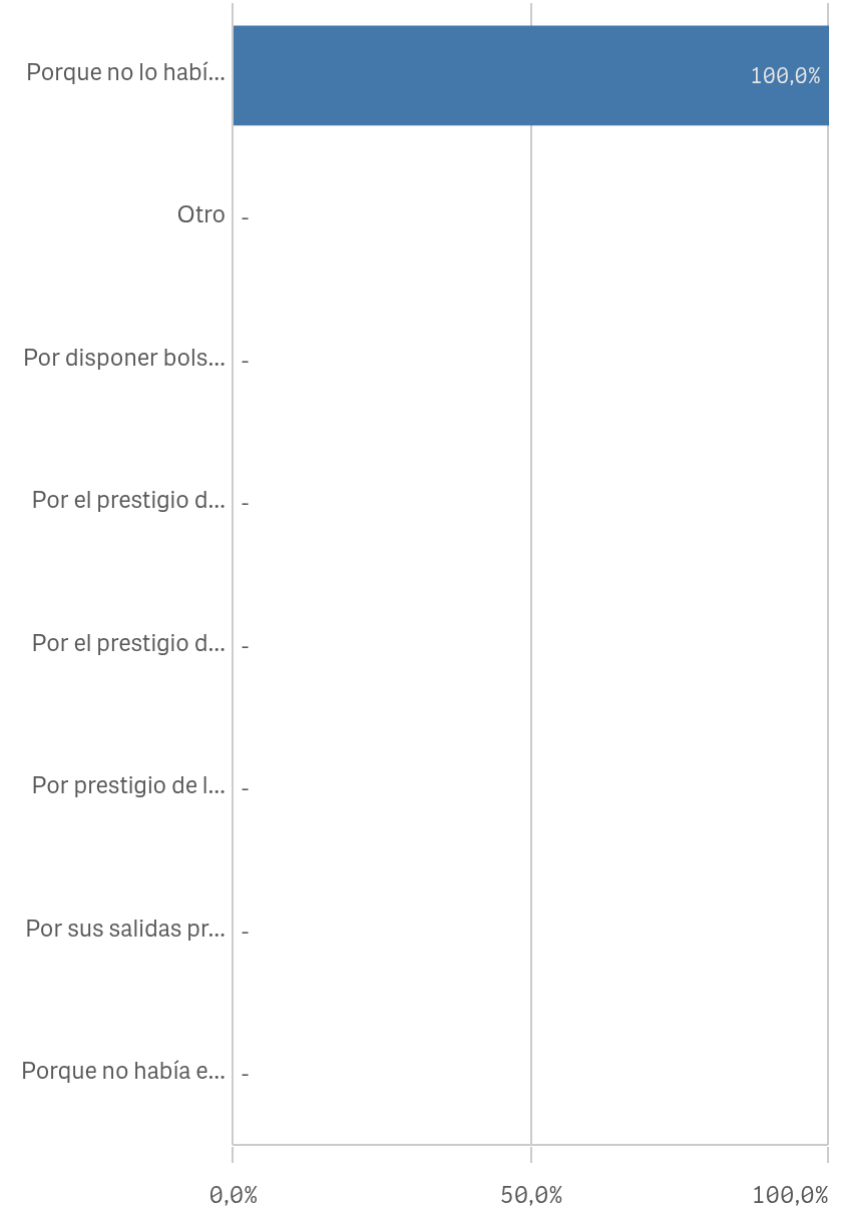 Porque no lo habí... 100,0%
Otro -
Por disponer bols... -
Por el prestigio d... -
Por el prestigio d... -
Por prestigio de l... -
Por sus salidas pr... -
Porque no había e... -
0,0% 50,0% 100,0%